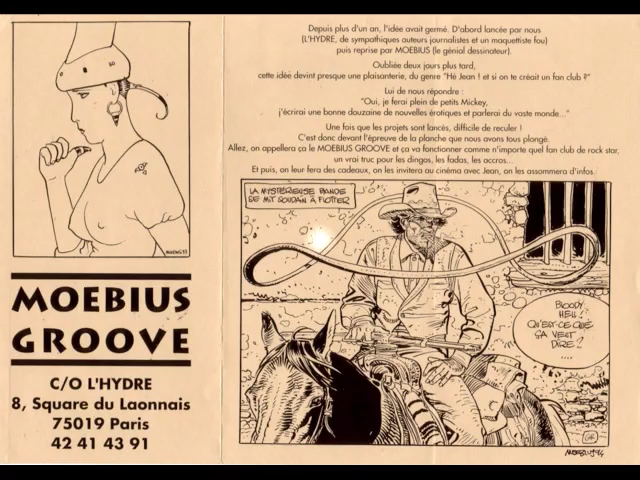 MOEBIUS
GROOVE
C/O L'HYDRE
8, Square du Laonnais
75019 Paris
42 41 43 91
Depuis plus d'un an, l'idée avait germé. D'abord lancée par nous
(L'HYDRE, de sympathiques auteurs journalistes et un maquettiste fou)
puis reprise par MOEBIUS (le génial dessinateur).
Oubliée deux jours plus tard,
cette idée devint presque une plaisanterie, du genre "Hé Jean ! et si on te créait un fan club ?"
Lui de nous répondre :
"Oui, je ferai plein de petits Mickey,
j'écrirai une bonne douzaine de nouvelles érotiques et parlerai du vaste monde..."
Une fois que les projets sont lancés, difficile de reculer !
C'est donc devant l'épreuve de la planche que nous avons tous plongé.
Allez, on appellera ça le MOEBIUS GROOVE et ça va fonctionner comme n'importe quel fan club de rock star,
un vrai truc pour les dingos, les fadas, les accros...
Et puis, on leur fera des cadeaux, on les invitera au cinéma avec Jean, on les assommera d'infos.
LA MYSTÉRIEUSE BANDE
DE MIT SOUDAN À FLOTTER
BLOODY
HELL!
QU'EST-CE QUE
ÇA VEUT
DIRE?
....